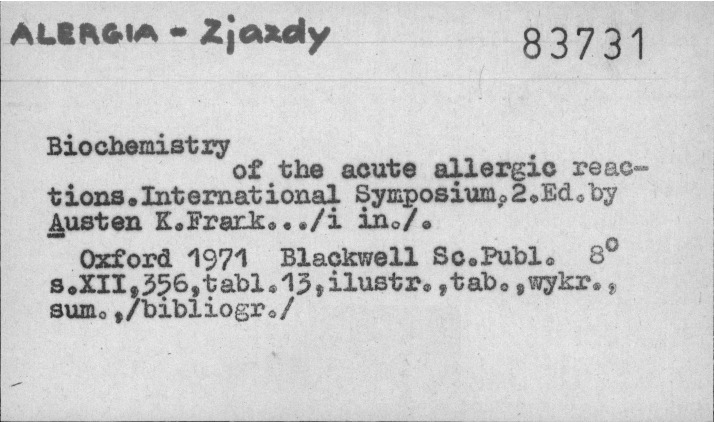 ALERGIA - Zjazdy
83731
Biochemistry
of the acute allergic reac-
tions.International Symposium,2.Ed.by
Austen K.Frark.../i in./.
Oxford 1971 Blackwell Sc.Publ. 8°
s.XII,356,tabl.13,ilustr.,tab.,wykr.,
sum.,/bibliogr./